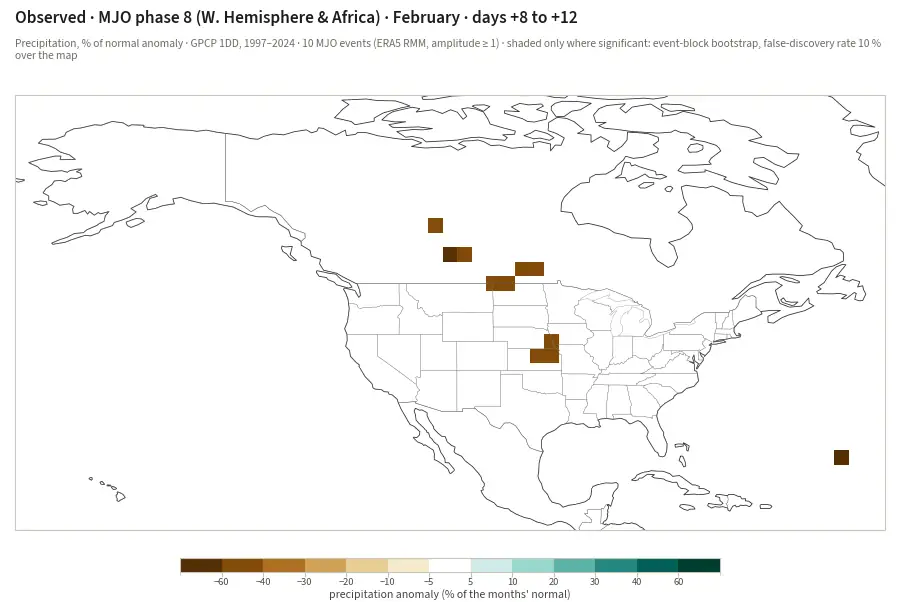 Observed · MJO phase 8 (W. Hemisphere & Africa) · February · days +8 to +12
Precipitation, % of normal anomaly · GPCP 1DD, 1997–2024 · 10 MJO events (ERA5 RMM, amplitude ≥ 1) · shaded only where significant: event-block bootstrap, false-discovery rate 10 %
over the map
−60 −40 −30 −20 −10 −5 5 10 20 30 40 60
precipitation anomaly (% of the months' normal)